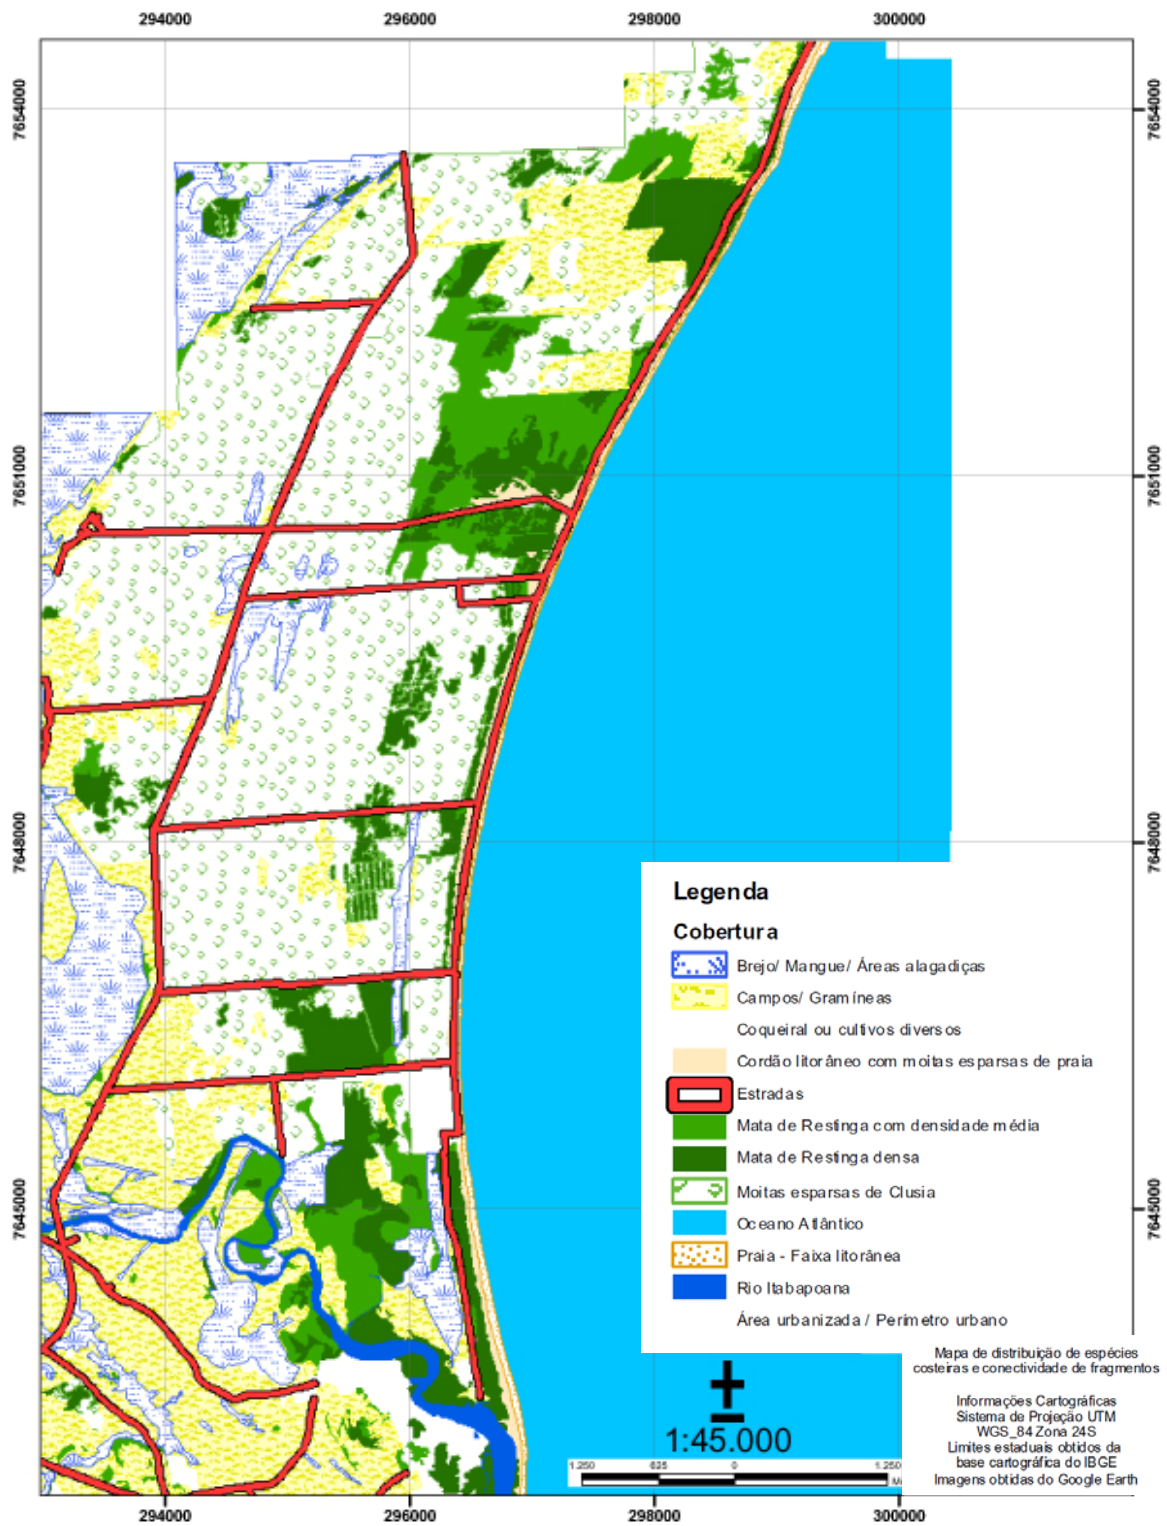 294000 296000 298000 300000
7654000 7654000
7651000 7651000
7648000 7648000
7645000 7645000
Legenda
Cobertura
Brejo/ Mangue/ Áreas alagadiças
Campos/ Gramíneas
Coqueiral ou cultivos diversos
Cordão litorâneo com moitas esparsas de praia
Estradas
Mata de Restinga com densidade média
Mata de Restinga densa
Moitas esparsas de Clusia
Oceano Atlântico
Praia - Faixa litorânea
Rio Itabapoana
Área urbanizada / Perímetro urbano
Mapa de distribuição de espécies
costeiras e conectividade de fragmentos
Informações Cartográficas
Sistema de Projeção UTM
WGS_84 Zona 24S
Limites estaduais obtidos da
base cartográfica do IBGE
Imagens obtidas do Google Earth
1:45.000
1.250 625 0 1.250
294000 296000 298000 300000